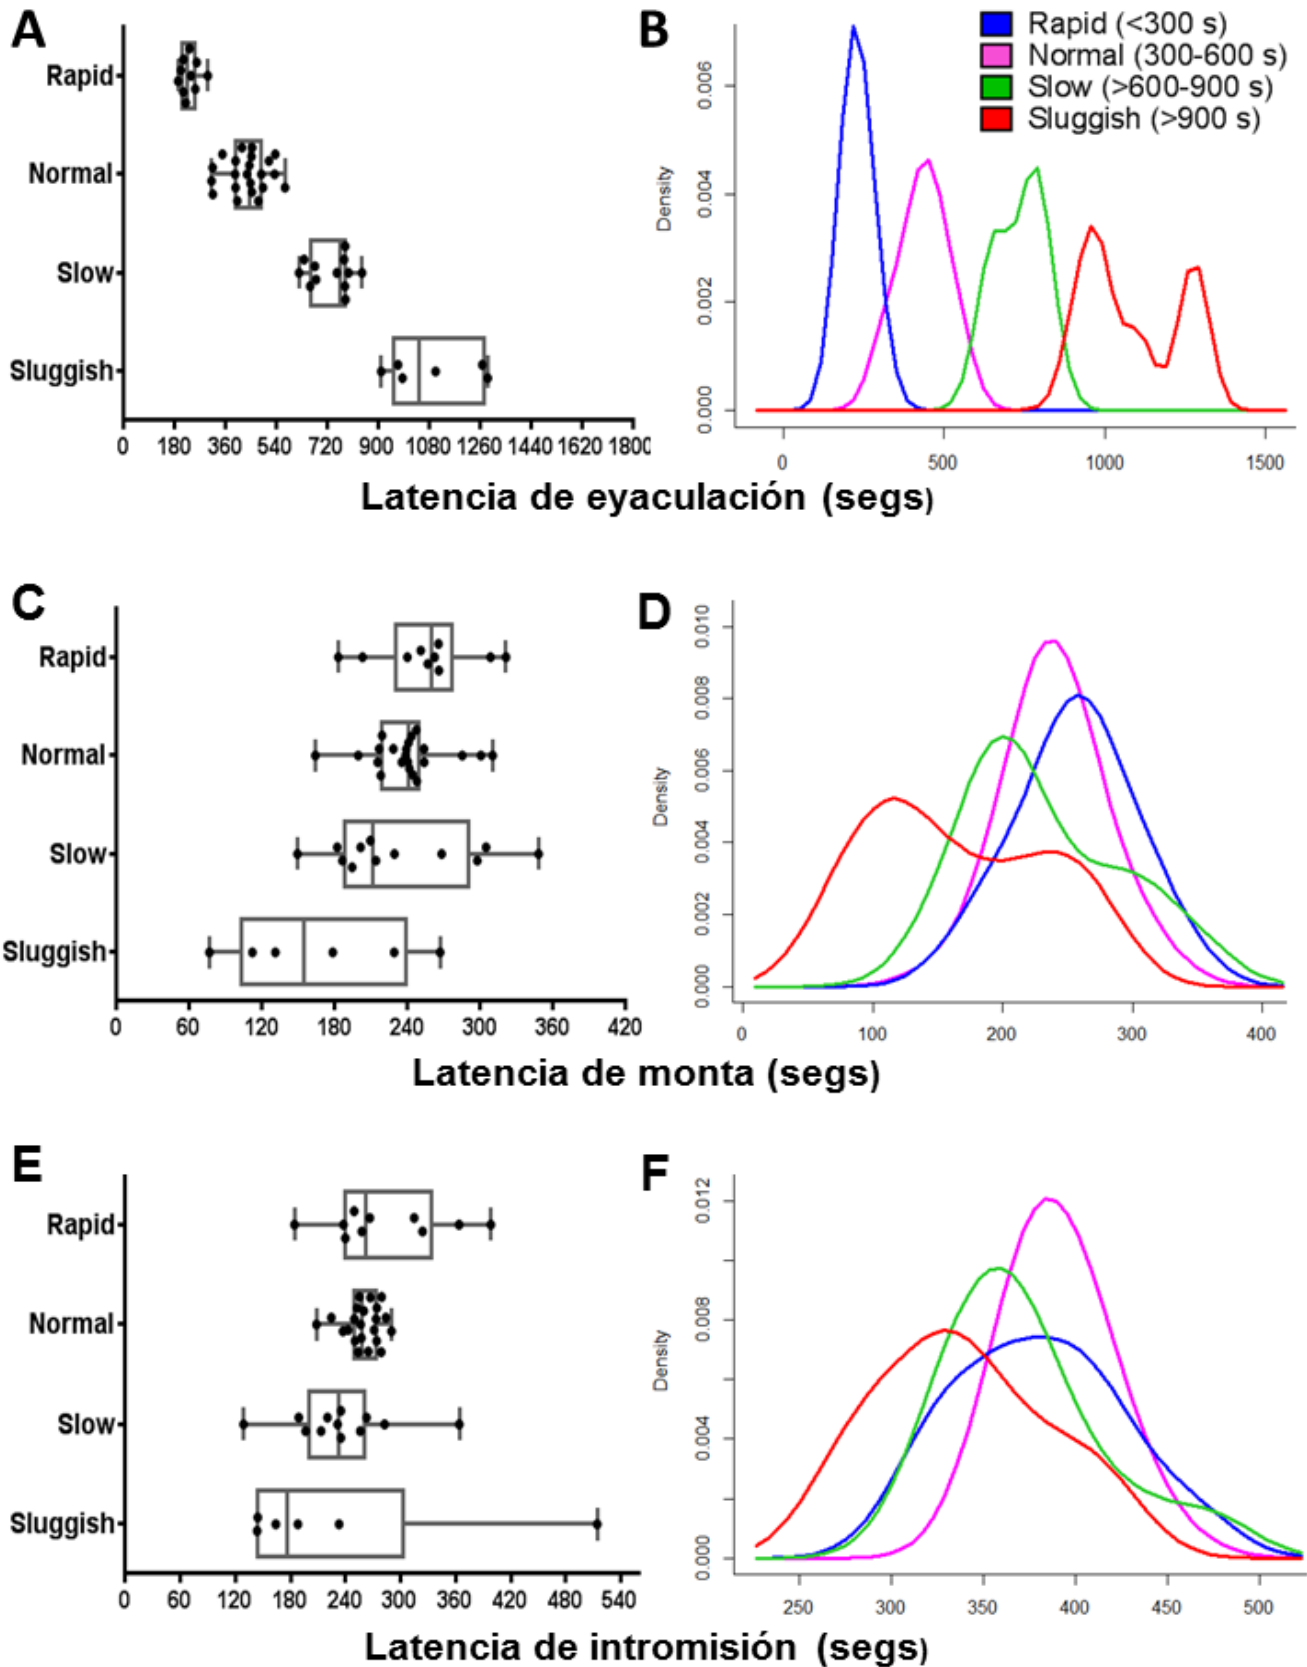 A
Rapid
Normal
Slow
Sluggish
0 180 360 540 720 900 1080 1260 1440 1620 1800
B
Rapid (<300 s)
Normal (300-600 s)
Slow (>600-900 s)
Sluggish (>900 s)
Density
0.006
0.004
0.002
0.000
0 500 1000 1500
Latencia de eyaculación (segs)
C
Rapid
Normal
Slow
Sluggish
0 60 120 180 240 300 360 420
D
Density
0.010
0.008
0.006
0.004
0.002
0.000
0 100 200 300 400
Latencia de monta (segs)
E
Rapid
Normal
Slow
Sluggish
0 60 120 180 240 300 360 420 480 540
F
Density
0.012
0.008
0.004
0.000
250 300 350 400 450 500
Latencia de intromisión (segs)